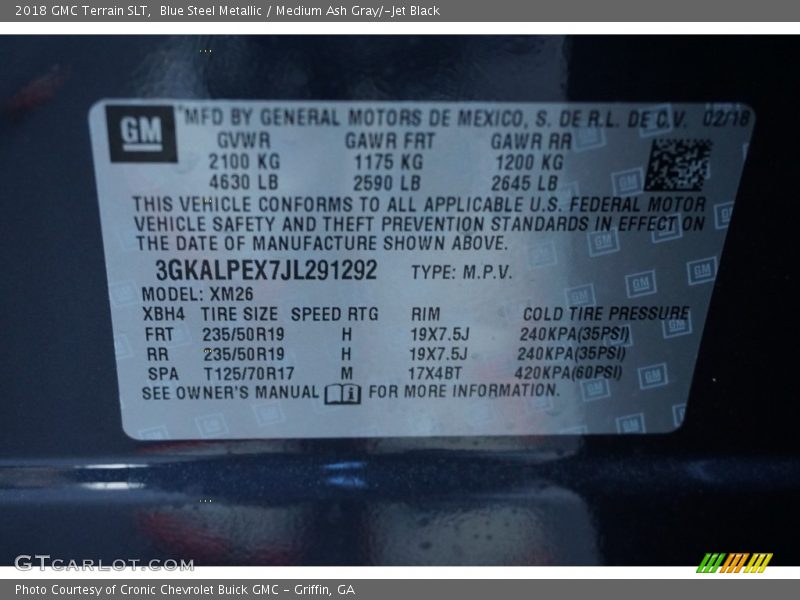 2018 GMC Terrain SLT,  Blue Steel Metallic / Medium Ash Gray/­Jet Black
GM
MFD BY GENERAL MOTORS DE MEXICO, S. DE R.L. DE C.V. 02/18
GVWR GAWR FRT GAWR RR
2100 KG 1175 KG 1200 KG
4630 LB 2590 LB 2645 LB
THIS VEHICLE CONFORMS TO ALL APPLICABLE U.S. FEDERAL MOTOR
VEHICLE SAFETY AND THEFT PREVENTION STANDARDS IN EFFECT ON
THE DATE OF MANUFACTURE SHOWN ABOVE.
3GKALPEX7JL291292 TYPE: M.P.V.
MODEL: XM26
XBH4 TIRE SIZE SPEED RTG RIM COLD TIRE PRESSURE
FRT 235/50R19 H 19X7.5J 240KPA(35PSI)
RR 235/50R19 H 19X7.5J 240KPA(35PSI)
SPA T125/70R17 M 17X4BT 420KPA(60PSI)
SEE OWNER'S MANUAL FOR MORE INFORMATION.
GTCARLOT.COM
Photo Courtesy of Cronic Chevrolet Buick GMC - Griffin, GA